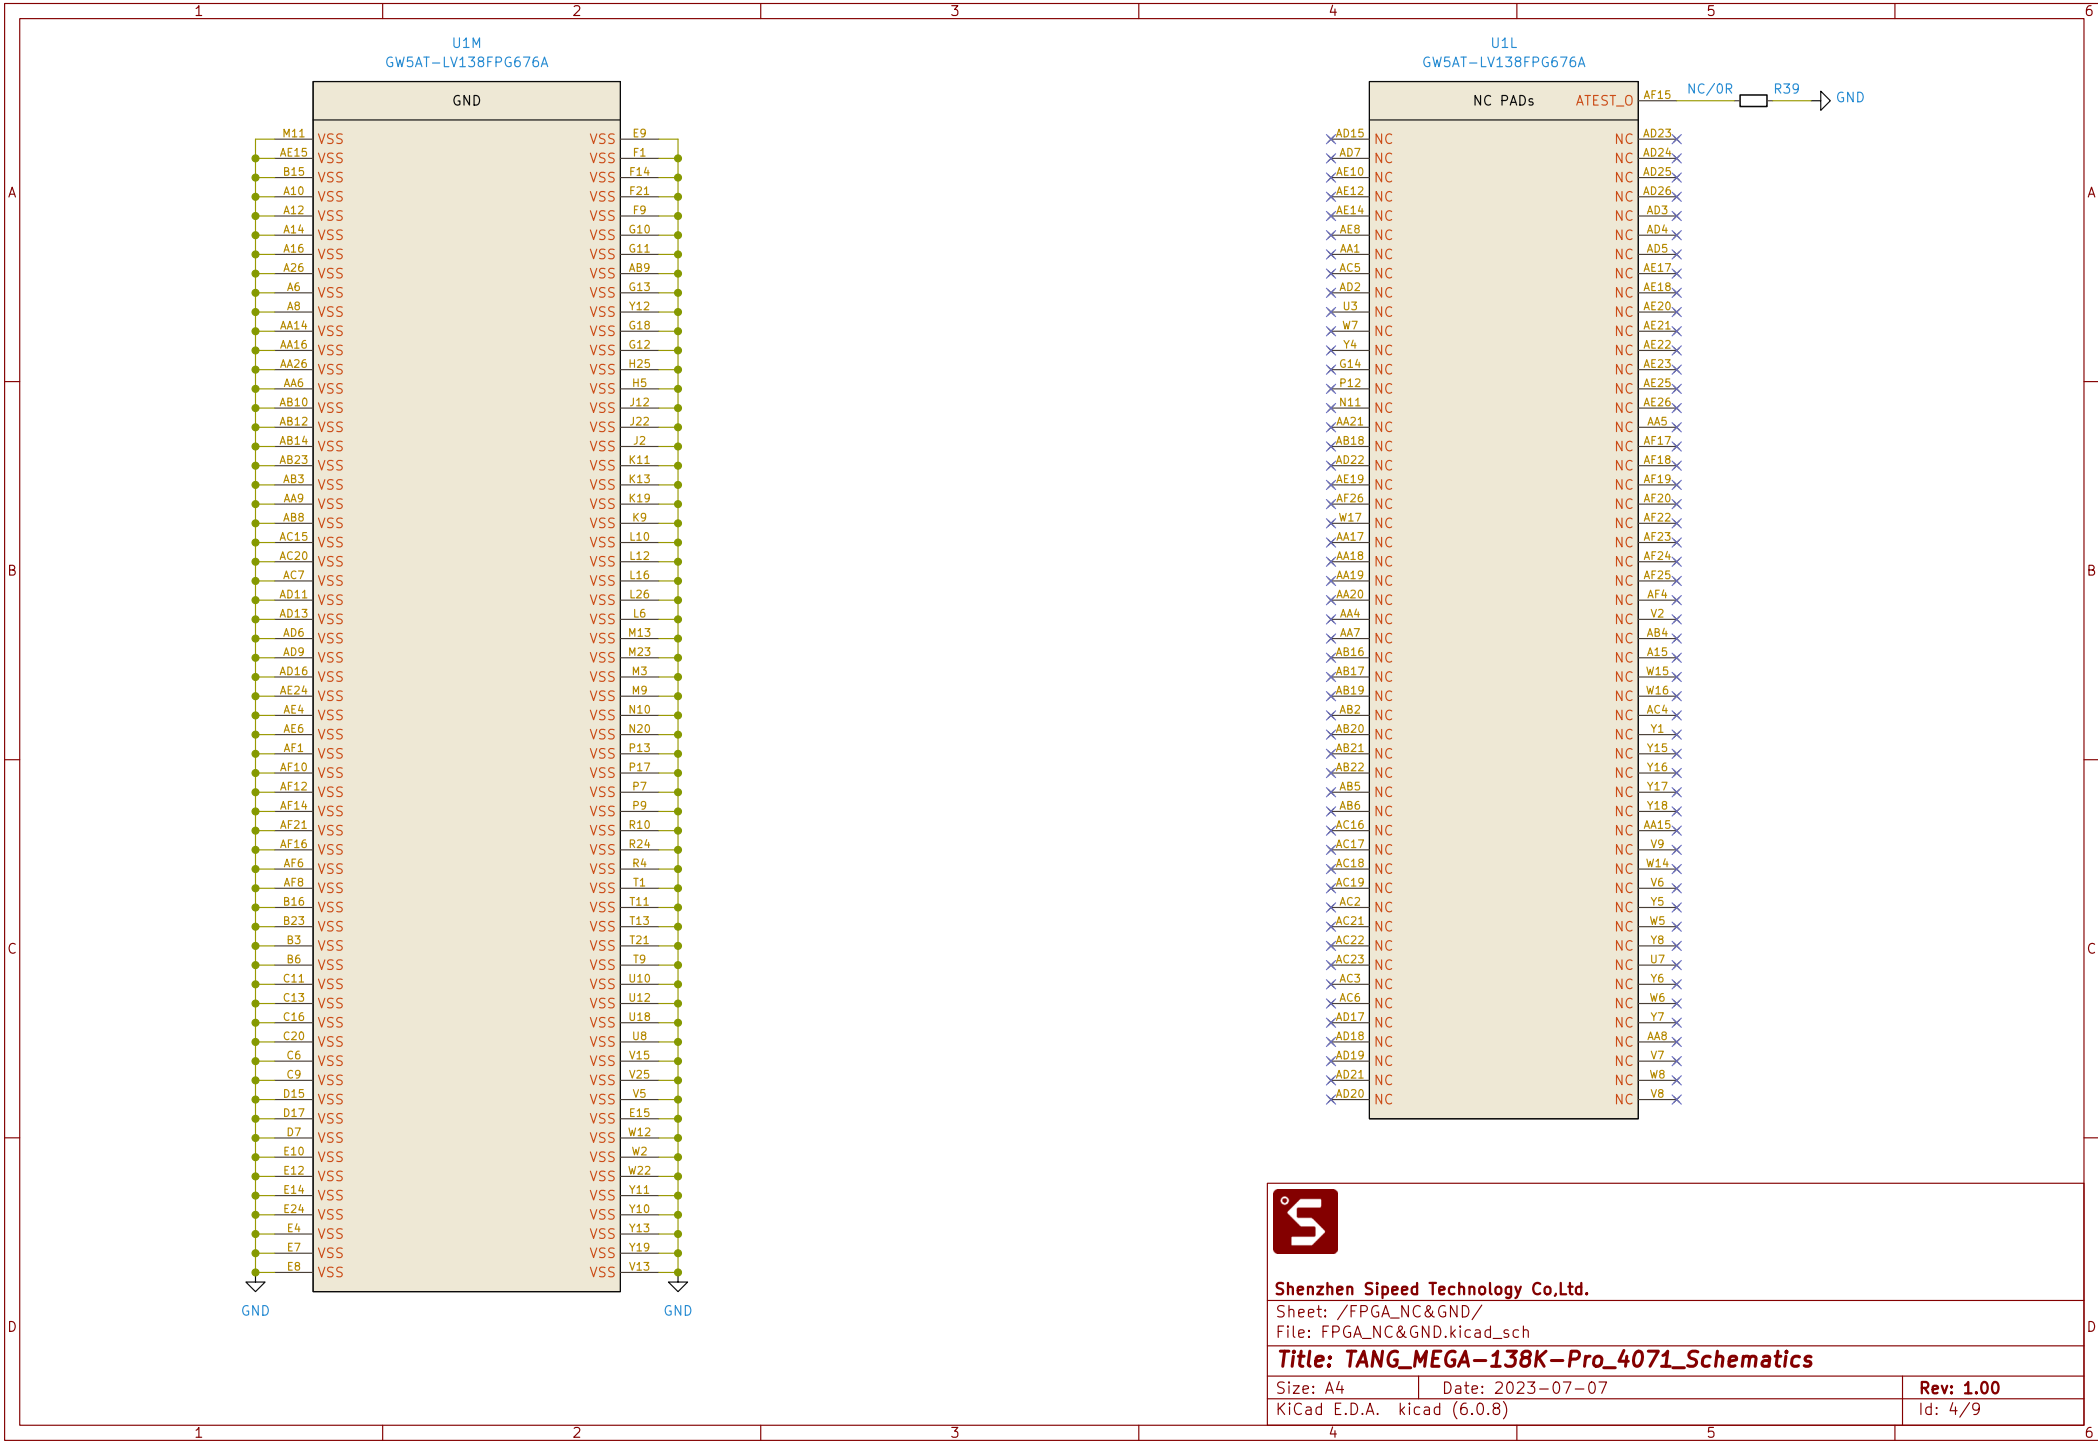 1 2 3 4 5 6
U1M
GW5AT-LV138FPG676A
GND
M11 VSS VSS E9
AE15 VSS VSS F1
B15 VSS VSS F14
A10 VSS VSS F21
A12 VSS VSS F9
A14 VSS VSS G10
A16 VSS VSS G11
A26 VSS VSS AB9
A6 VSS VSS G13
A8 VSS VSS Y12
AA14 VSS VSS G18
AA16 VSS VSS G12
AA26 VSS VSS H25
AA6 VSS VSS H5
AB10 VSS VSS J12
AB12 VSS VSS J22
AB14 VSS VSS J2
AB23 VSS VSS K11
AB3 VSS VSS K13
AA9 VSS VSS K19
AB8 VSS VSS K9
AC15 VSS VSS L10
AC20 VSS VSS L12
AC7 VSS VSS L16
AD11 VSS VSS L26
AD13 VSS VSS L6
AD6 VSS VSS M13
AD9 VSS VSS M23
AD16 VSS VSS M3
AE24 VSS VSS M9
AE4 VSS VSS N10
AE6 VSS VSS N20
AF1 VSS VSS P13
AF10 VSS VSS P17
AF12 VSS VSS P7
AF14 VSS VSS P9
AF21 VSS VSS R10
AF16 VSS VSS R24
AF6 VSS VSS R4
AF8 VSS VSS T1
B16 VSS VSS T11
B23 VSS VSS T13
B3 VSS VSS T21
B6 VSS VSS T9
C11 VSS VSS U10
C13 VSS VSS U12
C16 VSS VSS U18
C20 VSS VSS U8
C6 VSS VSS V15
C9 VSS VSS V25
D15 VSS VSS V5
D17 VSS VSS E15
D7 VSS VSS W12
E10 VSS VSS W2
E12 VSS VSS W22
E14 VSS VSS Y11
E24 VSS VSS Y10
E4 VSS VSS Y13
E7 VSS VSS Y19
E8 VSS VSS V13
GND GND
U1L
GW5AT-LV138FPG676A
NC PADs ATEST_O AF15 NC/0R R39 GND
AD15 NC NC AD23
AD7 NC NC AD24
AE10 NC NC AD25
AE12 NC NC AD26
AE14 NC NC AD3
AE8 NC NC AD4
AA1 NC NC AD5
AC5 NC NC AE17
AD2 NC NC AE18
U3 NC NC AE20
W7 NC NC AE21
Y4 NC NC AE22
G14 NC NC AE23
P12 NC NC AE25
N11 NC NC AE26
AA21 NC NC AA5
AB18 NC NC AF17
AD22 NC NC AF18
AE19 NC NC AF19
AF26 NC NC AF20
W17 NC NC AF22
AA17 NC NC AF23
AA18 NC NC AF24
AA19 NC NC AF25
AA20 NC NC AF4
AA4 NC NC V2
AA7 NC NC AB4
AB16 NC NC A15
AB17 NC NC W15
AB19 NC NC W16
AB2 NC NC AC4
AB20 NC NC Y1
AB21 NC NC Y15
AB22 NC NC Y16
AB5 NC NC Y17
AB6 NC NC Y18
AC16 NC NC AA15
AC17 NC NC V9
AC18 NC NC W14
AC19 NC NC V6
AC2 NC NC Y5
AC21 NC NC W5
AC22 NC NC Y8
AC23 NC NC U7
AC3 NC NC Y6
AC6 NC NC W6
AD17 NC NC Y7
AD18 NC NC AA8
AD19 NC NC V7
AD21 NC NC W8
AD20 NC NC V8
A A
B B
C C
D D
Shenzhen Sipeed Technology Co,Ltd.
Sheet: /FPGA_NC&GND/
File: FPGA_NC&GND.kicad_sch
Title: TANG_MEGA-138K-Pro_4071_Schematics
Size: A4 Date: 2023-07-07 Rev: 1.00
KiCad E.D.A. kicad (6.0.8) Id: 4/9
1 2 3 4 5 6